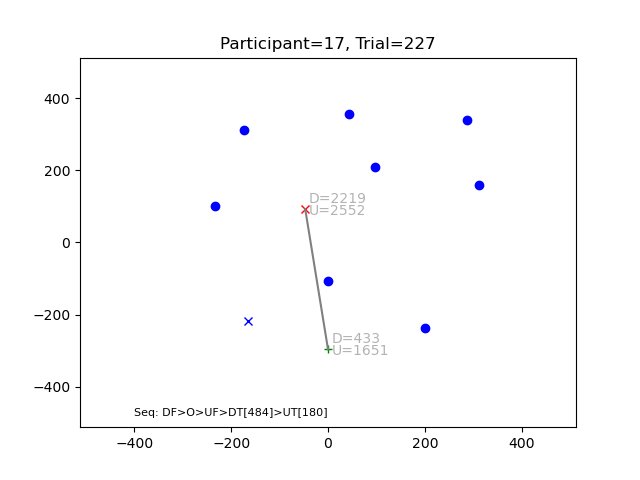 Participant=17, Trial=227
400
200
0
−200
−400
D=2219
U=2552
D=433
U=1651
Seq: DF>O>UF>DT[484]>UT[180]
−400
−200
0
200
400